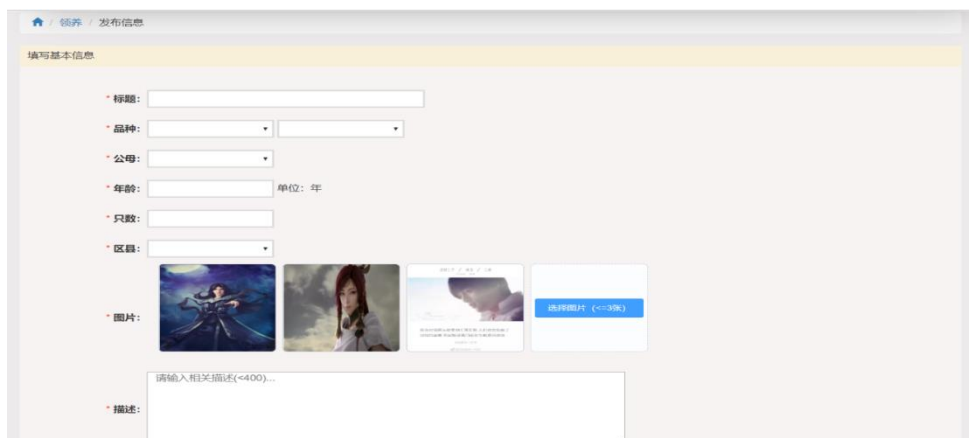 / 领养 / 发布信息
填写基本信息
* 标题:
* 品种:
* 公母:
* 年龄: 单位: 年
* 只数:
* 区县:
* 图片: 选择图片 (<=3张)
请输入相关描述(<400)...
* 描述: